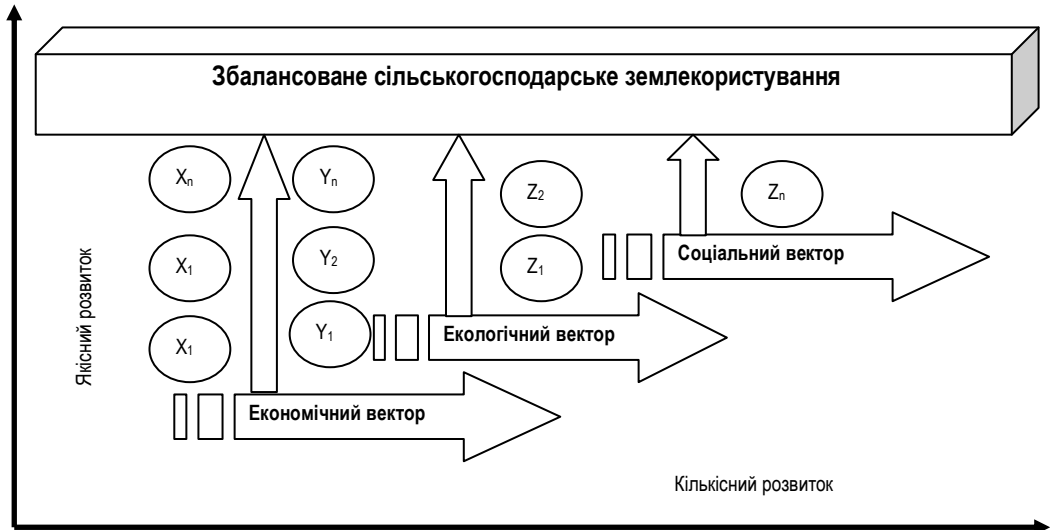 Збалансоване сільськогосподарське землекористування
Xn
Yn
Z2
Zn
X1
Y2
Z1
Соціальний вектор
X1
Y1
Екологічний вектор
Економічний вектор
Якісний розвиток
Кількісний розвиток